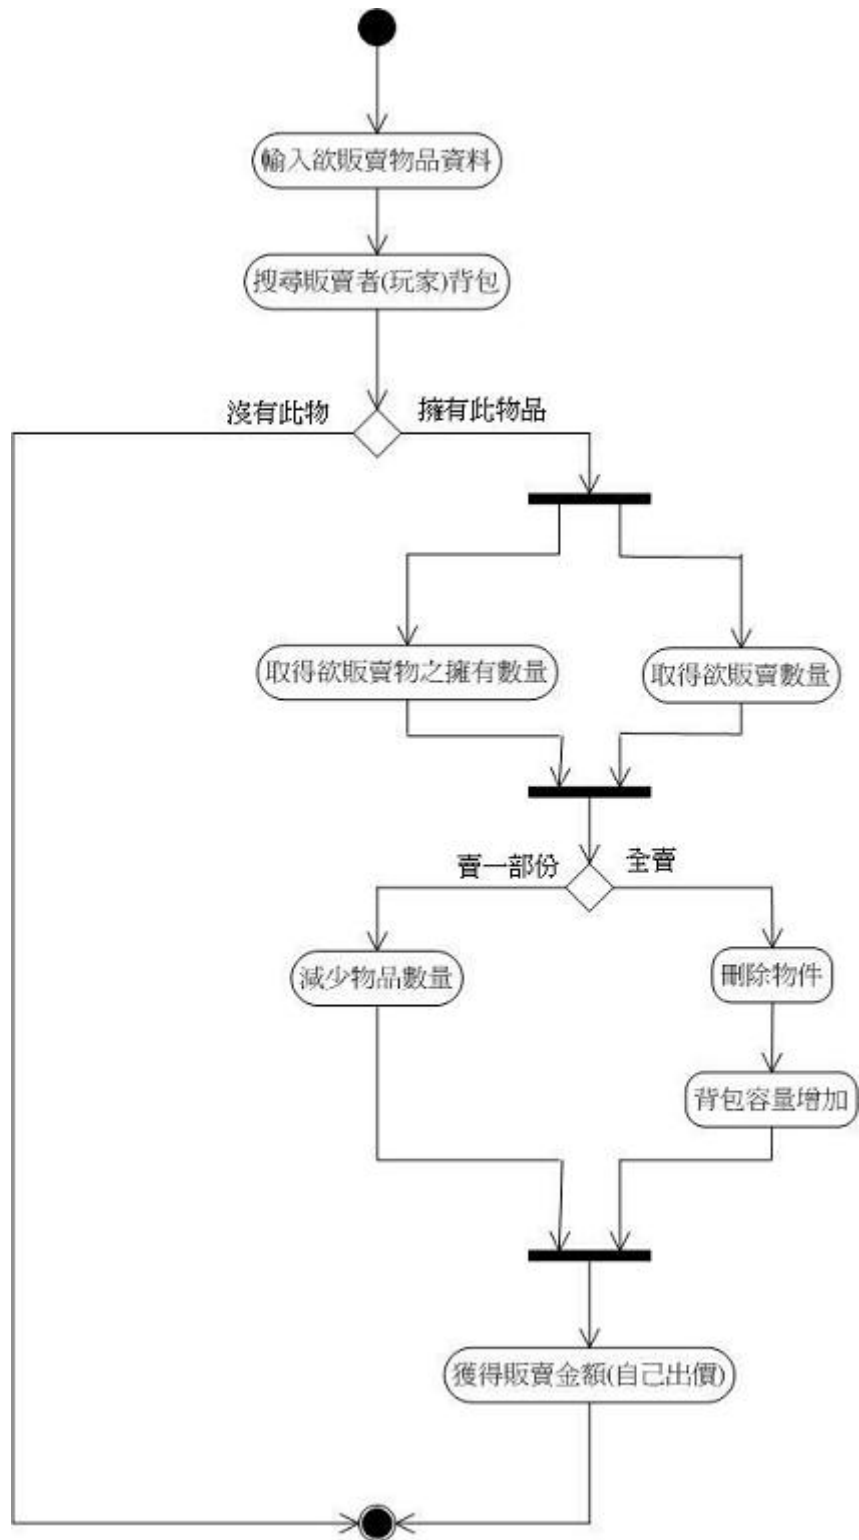 輸入欲販賣物品資料
搜尋販賣者(玩家)背包
沒有此物
擁有此物品
取得欲販賣物之擁有數量
取得欲販賣數量
賣一部份
全賣
減少物品數量
刪除物件
背包容量增加
獲得販賣金額(自己出價)